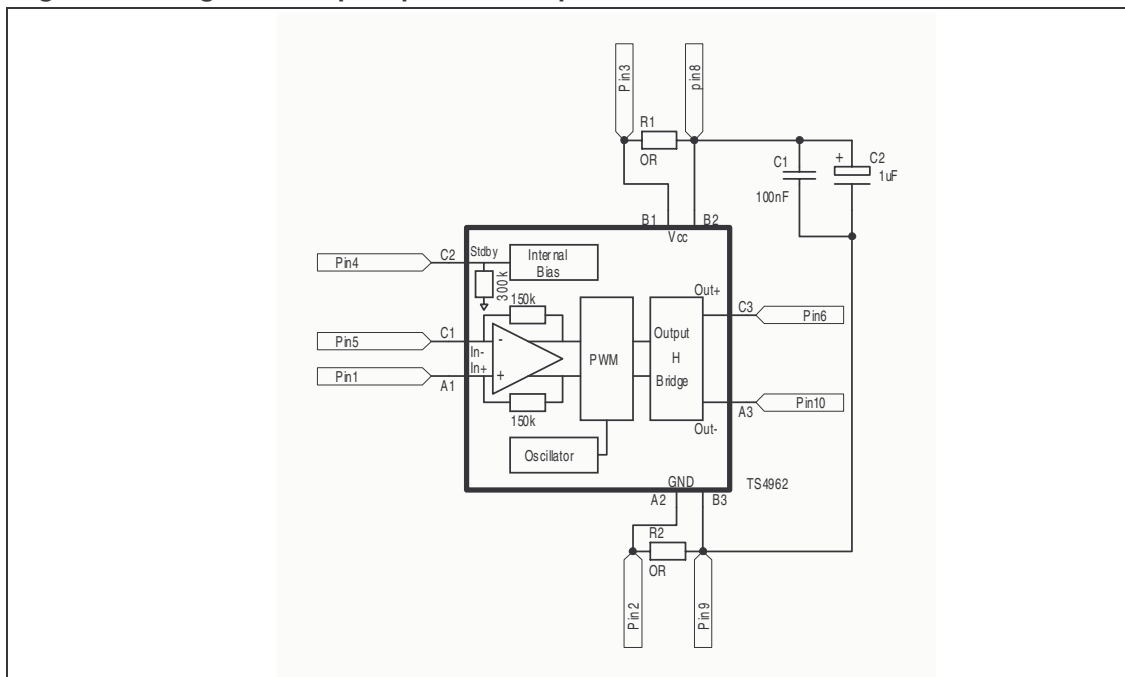 Pin3
pin8
R1
OR
C1
100nF
+
C2
1uF
B1
B2
Vcc
Pin4
C2
Stdby
300k
Internal
Bias
150k
Out+
C3
Pin6
Pin5
C1
In-
-
Pin1
A1
In+
+
150k
PWM
Output
H
Bridge
A3
Pin10
Out-
Oscillator
GND
TS4962
A2
B3
R2
OR
Pin2
Pin9